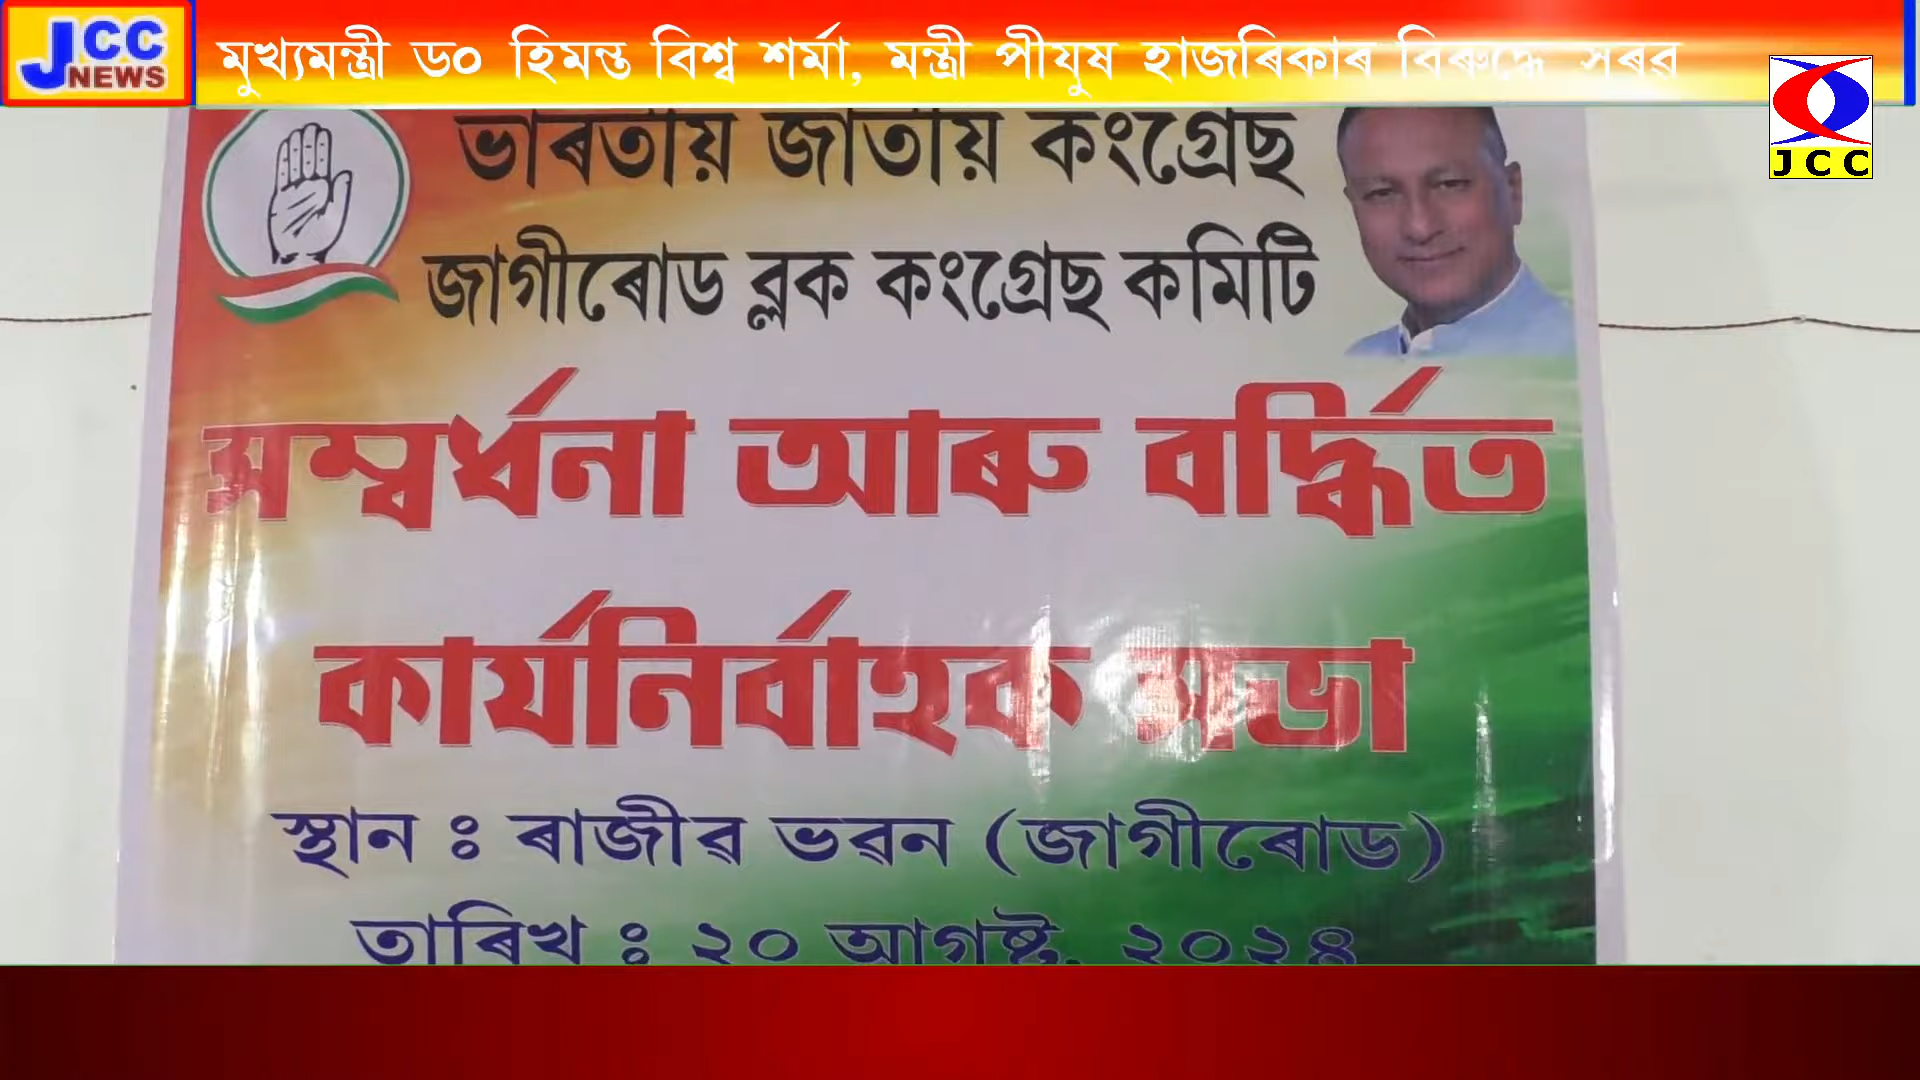 JCC NEWS
মুখ্যমন্ত্ৰী ড০ হিমন্ত বিশ্ব শৰ্মা, মন্ত্ৰী পীযুষ হাজৰিকাৰ বিৰুদ্ধে সৰৱ
JCC
ভাৰতীয় জাতীয় কংগ্ৰেছ
জাগীৰোড ব্লক কংগ্ৰেছ কমিটি
সম্বৰ্ধনা আৰু বৰ্দ্ধিত
কাৰ্যনিৰ্বাহক সভা
স্থান : ৰাজীৱ ভৱন (জাগীৰোড)
তাৰিখ : ২০ আগষ্ট, ২০২৪